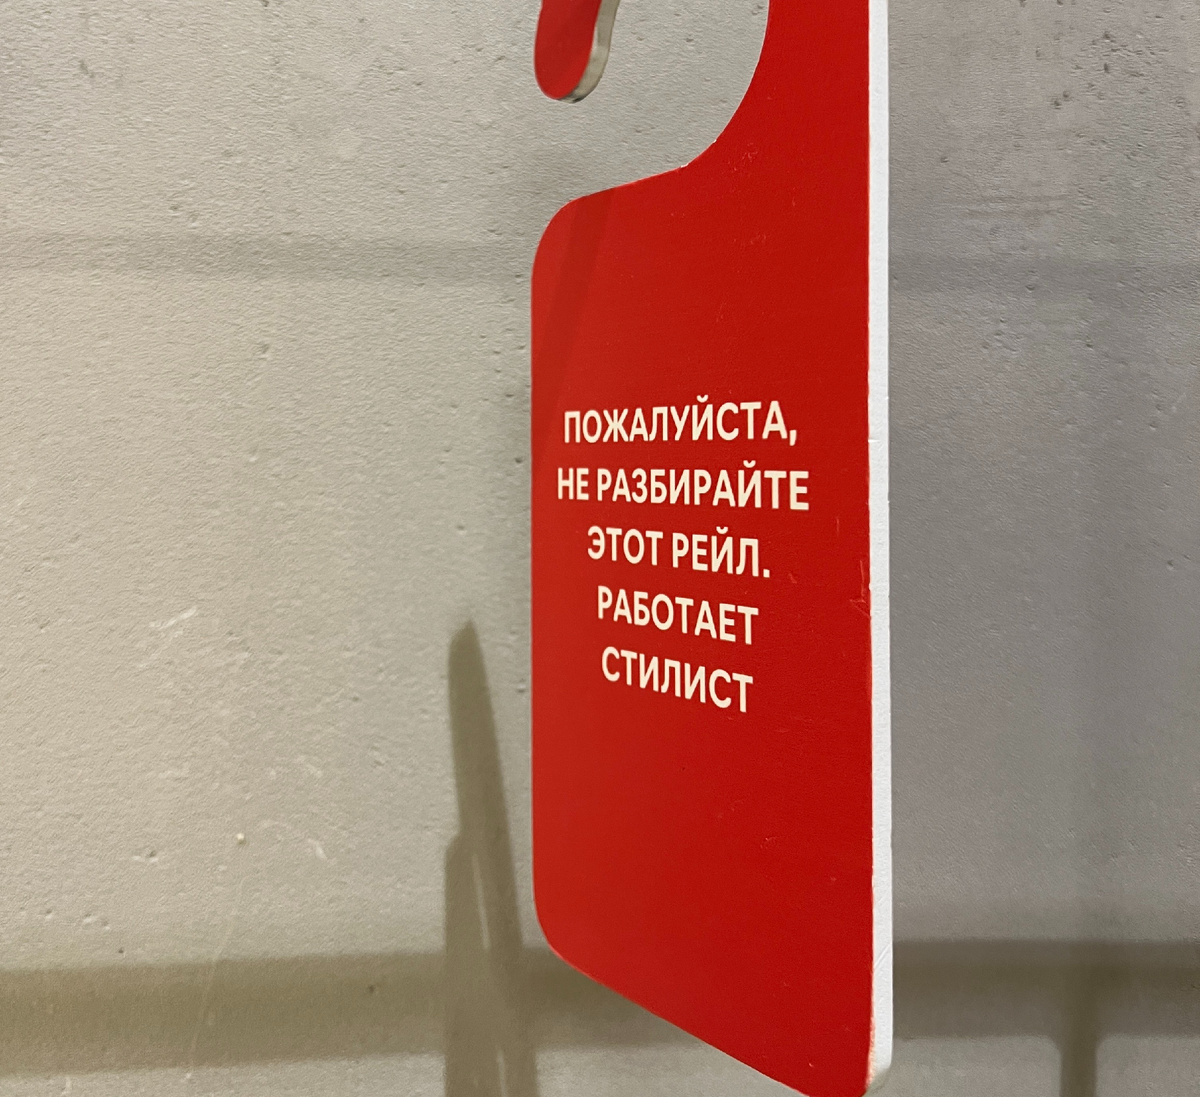 ПОЖАЛУЙСТА,
НЕ РАЗБИРАЙТЕ
ЭТОТ РЕЙЛ.
РАБОТАЕТ
СТИЛИСТ